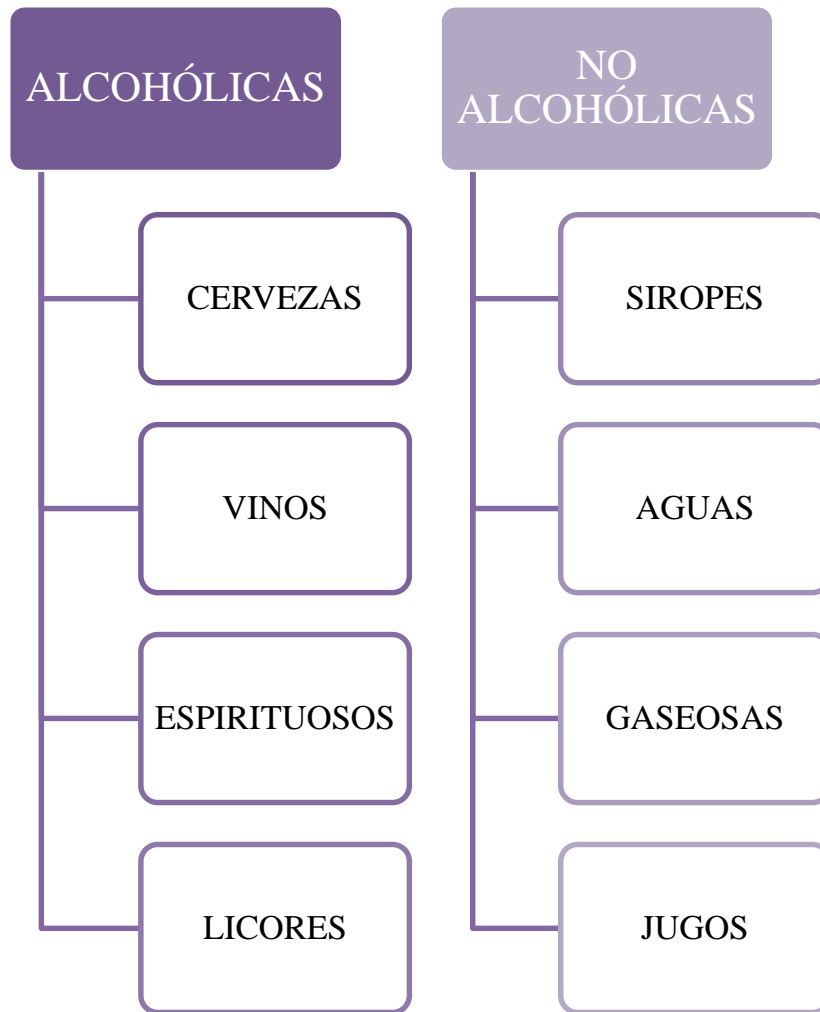 ALCOHÓLICAS
CERVEZAS
VINOS
ESPIRITUOSOS
LICORES
NO
ALCOHÓLICAS
SIROPES
AGUAS
GASEOSAS
JUGOS